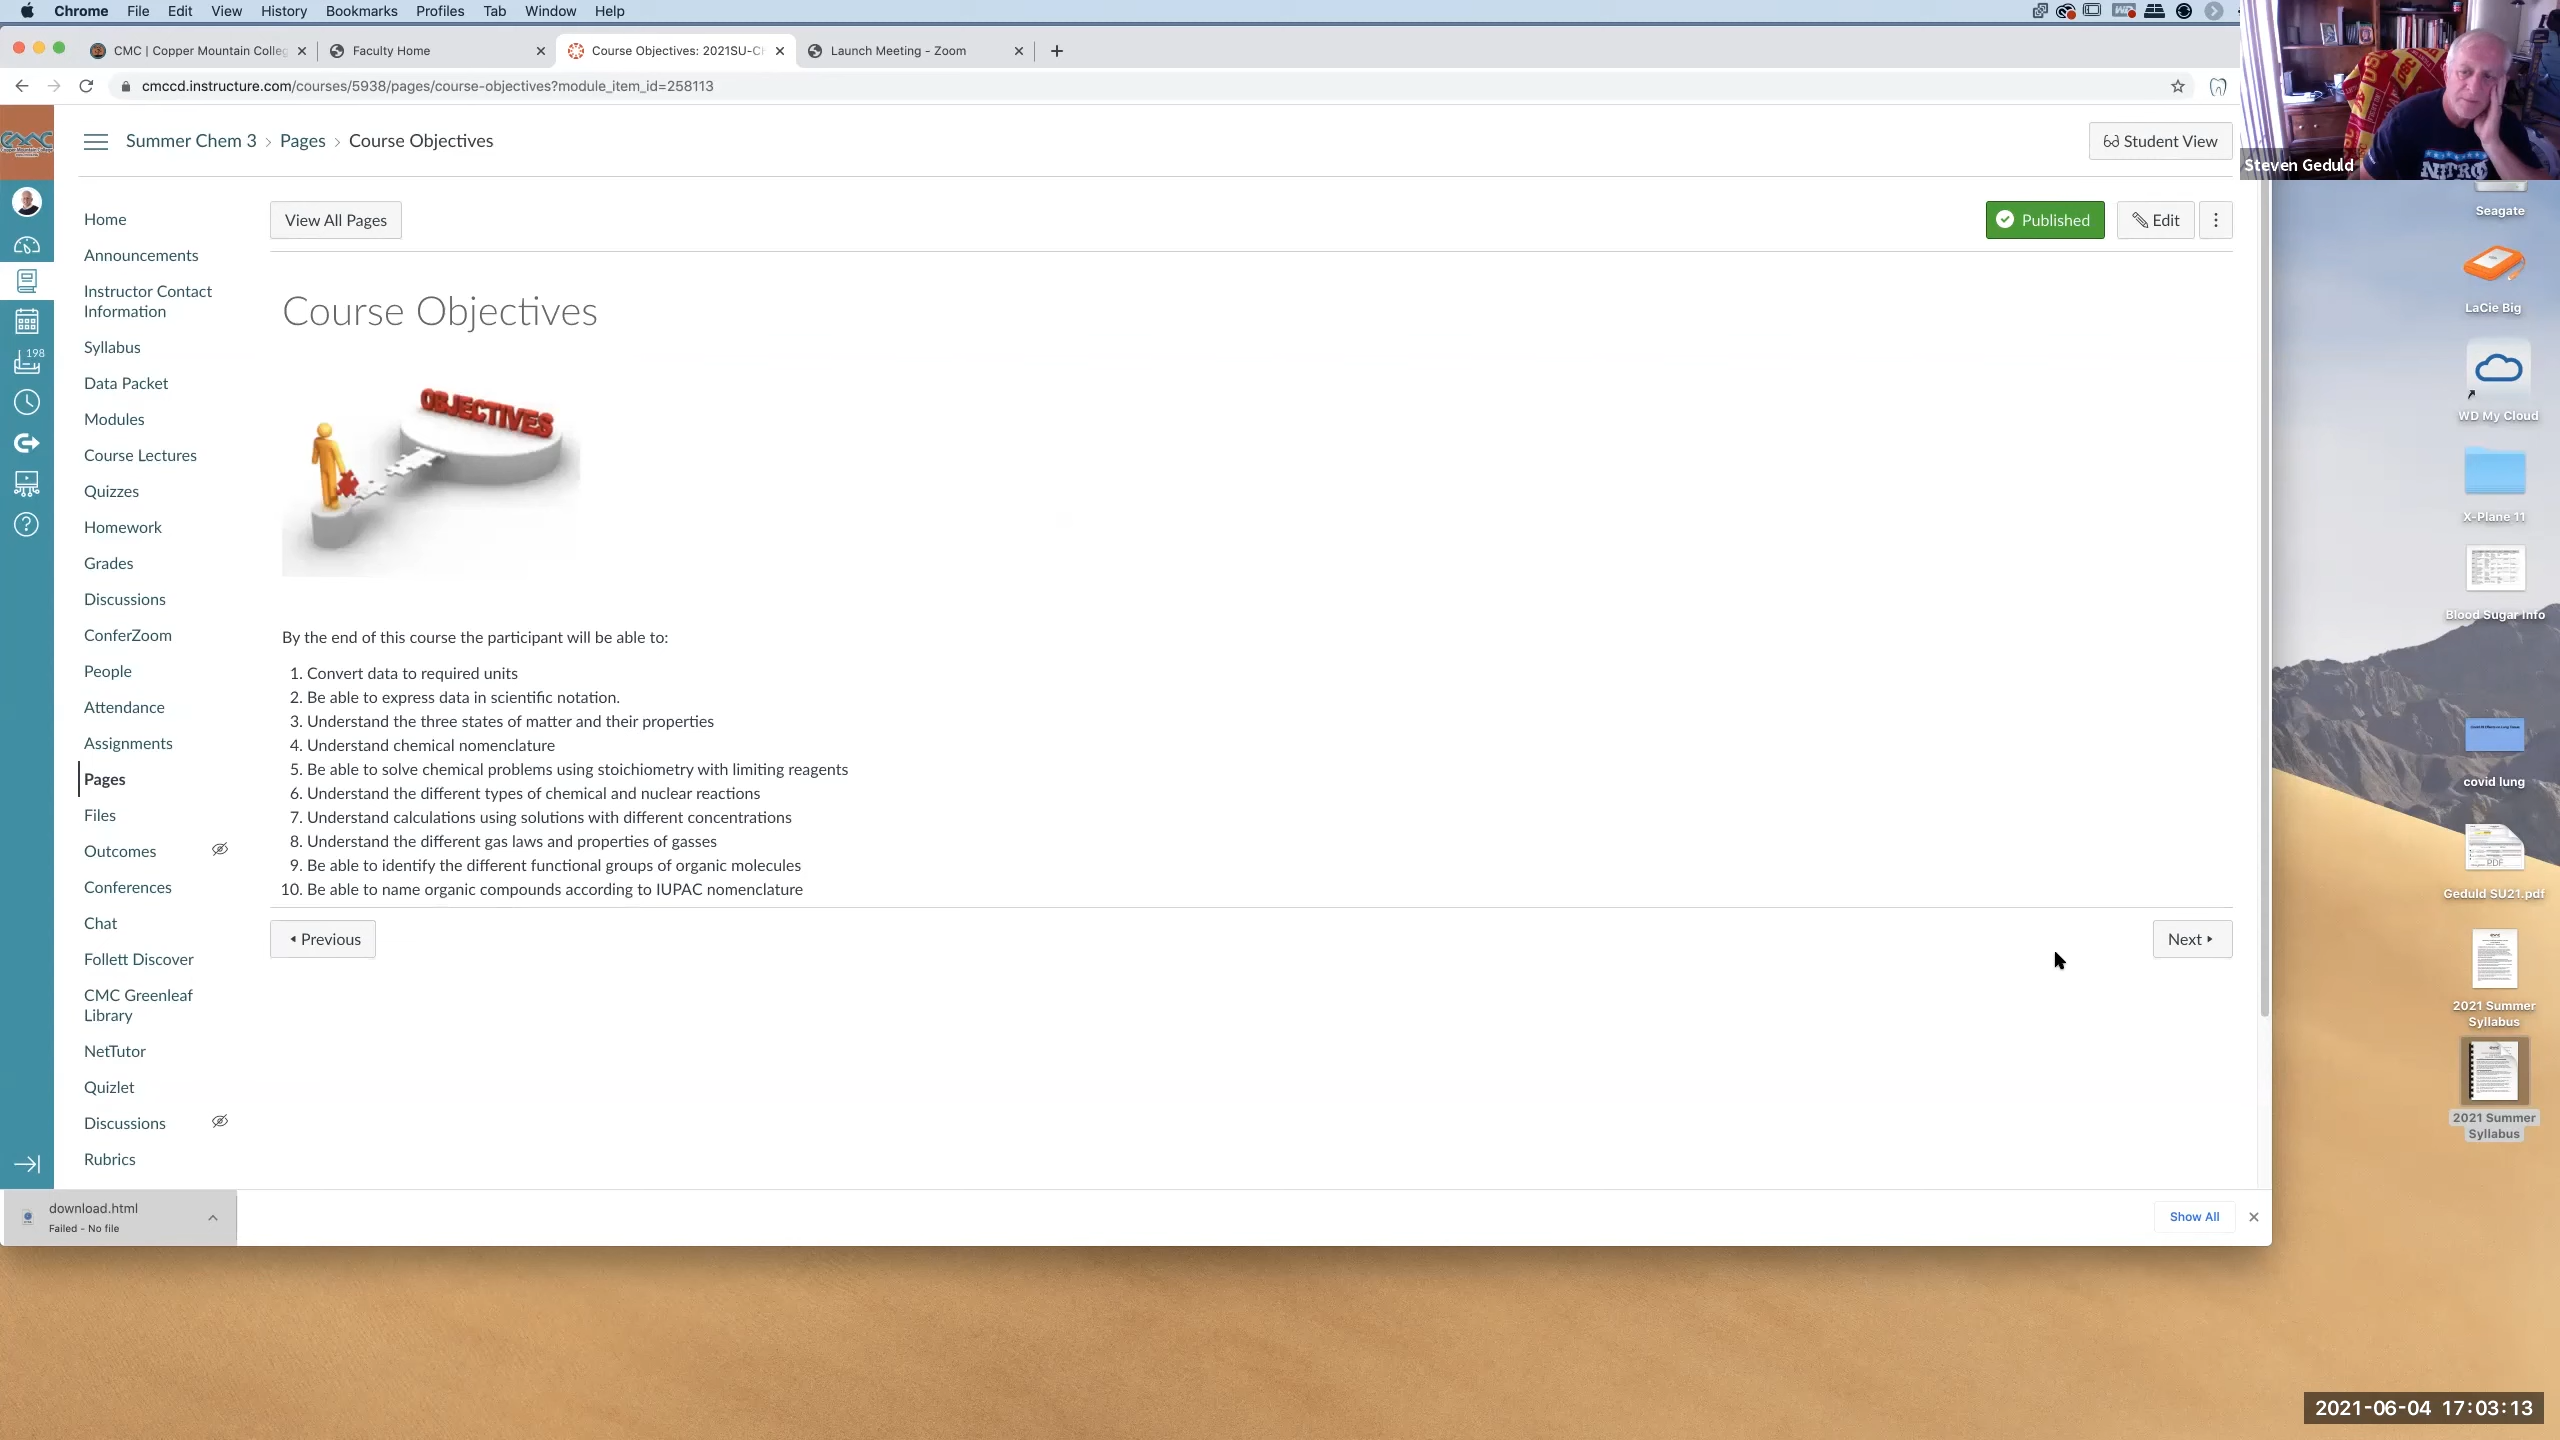 Chrome File Edit View History Bookmarks Profiles Tab Window Help
CMC | Copper Mountain Colleg
Faculty Home
Course Objectives: 2021SU-CH
Launch Meeting - Zoom
cmccd.instructure.com/courses/5938/pages/course-objectives?module_item_id=258113
Summer Chem 3 › Pages › Course Objectives
Student View
View All Pages
Published
Edit
198
Home
Announcements
Instructor Contact
Information
Syllabus
Data Packet
Modules
Course Lectures
Quizzes
Homework
Grades
Discussions
ConferZoom
People
Attendance
Assignments
Pages
Files
Outcomes
Conferences
Chat
Follett Discover
CMC Greenleaf
Library
NetTutor
Quizlet
Discussions
Rubrics
Course Objectives
OBJECTIVES
By the end of this course the participant will be able to:
1. Convert data to required units
2. Be able to express data in scientific notation.
3. Understand the three states of matter and their properties
4. Understand chemical nomenclature
5. Be able to solve chemical problems using stoichiometry with limiting reagents
6. Understand the different types of chemical and nuclear reactions
7. Understand calculations using solutions with different concentrations
8. Understand the different gas laws and properties of gasses
9. Be able to identify the different functional groups of organic molecules
10. Be able to name organic compounds according to IUPAC nomenclature
Previous
Next
download.html
Failed - No file
Show All
USC
NITRO
Steven Geduld
Seagate
LaCie Big
WD My Cloud
X-Plane 11
Blood Sugar Info
covid lung
PDF
Geduld SU21.pdf
2021 Summer
Syllabus
2021 Summer
Syllabus
2021-06-04 17:03:13